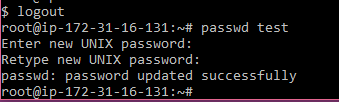 $ logout
root@ip-172-31-16-131:~# passwd test
Enter new UNIX password:
Retype new UNIX password:
passwd: password updated successfully
root@ip-172-31-16-131:~#